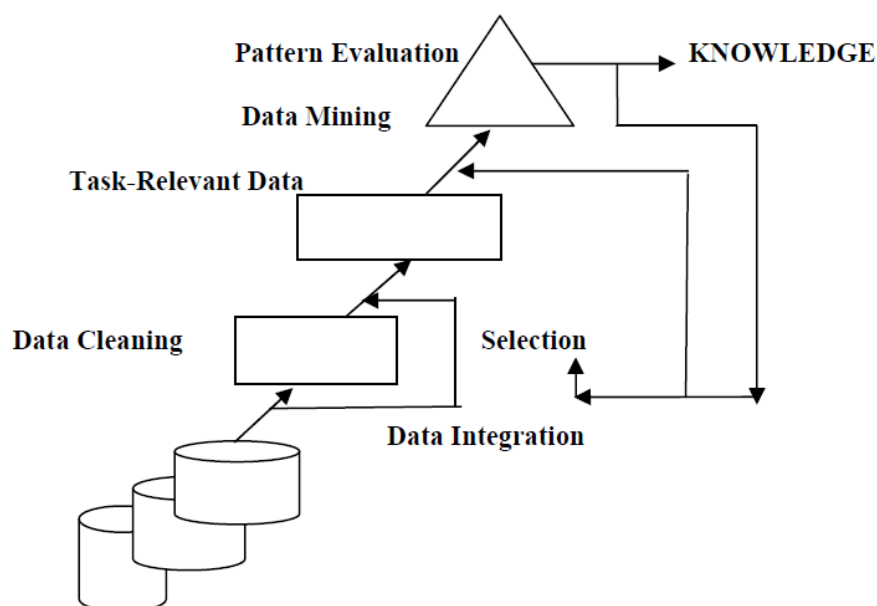 Pattern Evaluation
KNOWLEDGE
Data Mining
Task-Relevant Data
Data Cleaning
Selection
Data Integration